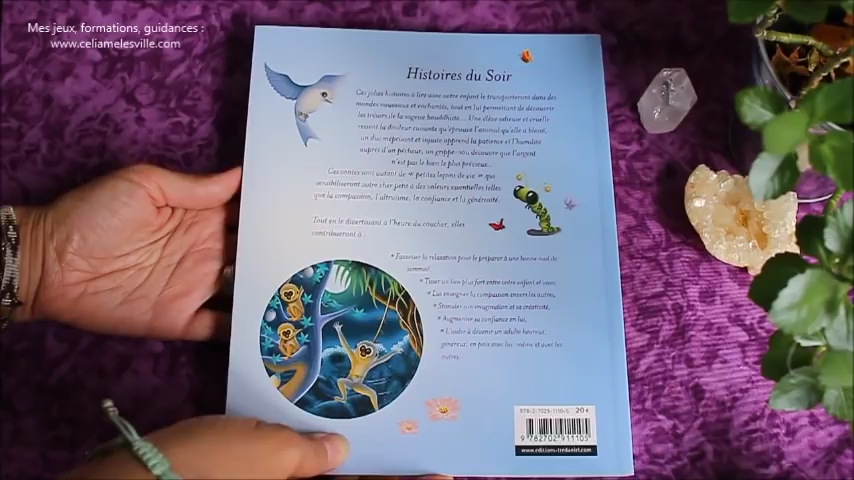 Mes jeux, formations, guidances :
www.celiamelesville.com
Histoires du Soir
Ces jolies histoires à lire avec votre enfant le transporteront dans des
mondes nouveaux et enchantés, tout en lui permettant de découvrir
les trésors de la sagesse bouddhiste... Une élève odieuse et cruelle
ressent la douleur cuisante qu'éprouve l'animal qu'elle a blessé,
un duc méprisant et injuste apprend la patience et l'humilité
auprès d'un pêcheur, un grippe-sou découvre que l'argent
n'est pas le bien le plus précieux...
Ces contes sont autant de « petites leçons de vie » qui
sensibiliseront votre cher petit à des valeurs essentielles telles
que la compassion, l'altruisme, la confiance et la générosité.
Tout en le divertissant à l'heure du coucher, elles
contribueront à :
* Favoriser la relaxation pour le préparer à une bonne nuit de
sommeil,
* Tisser un lien plus fort entre votre enfant et vous,
* Lui enseigner la compassion envers les autres,
* Stimuler son imagination et sa créativité,
* Augmenter sa confiance en lui,
* L'aider à devenir un adulte heureux,
généreux, en paix avec lui-même et avec les
autres.
978-2-7029-1110-5 20 €
9 782702 911105
www.editions-tredaniel.com